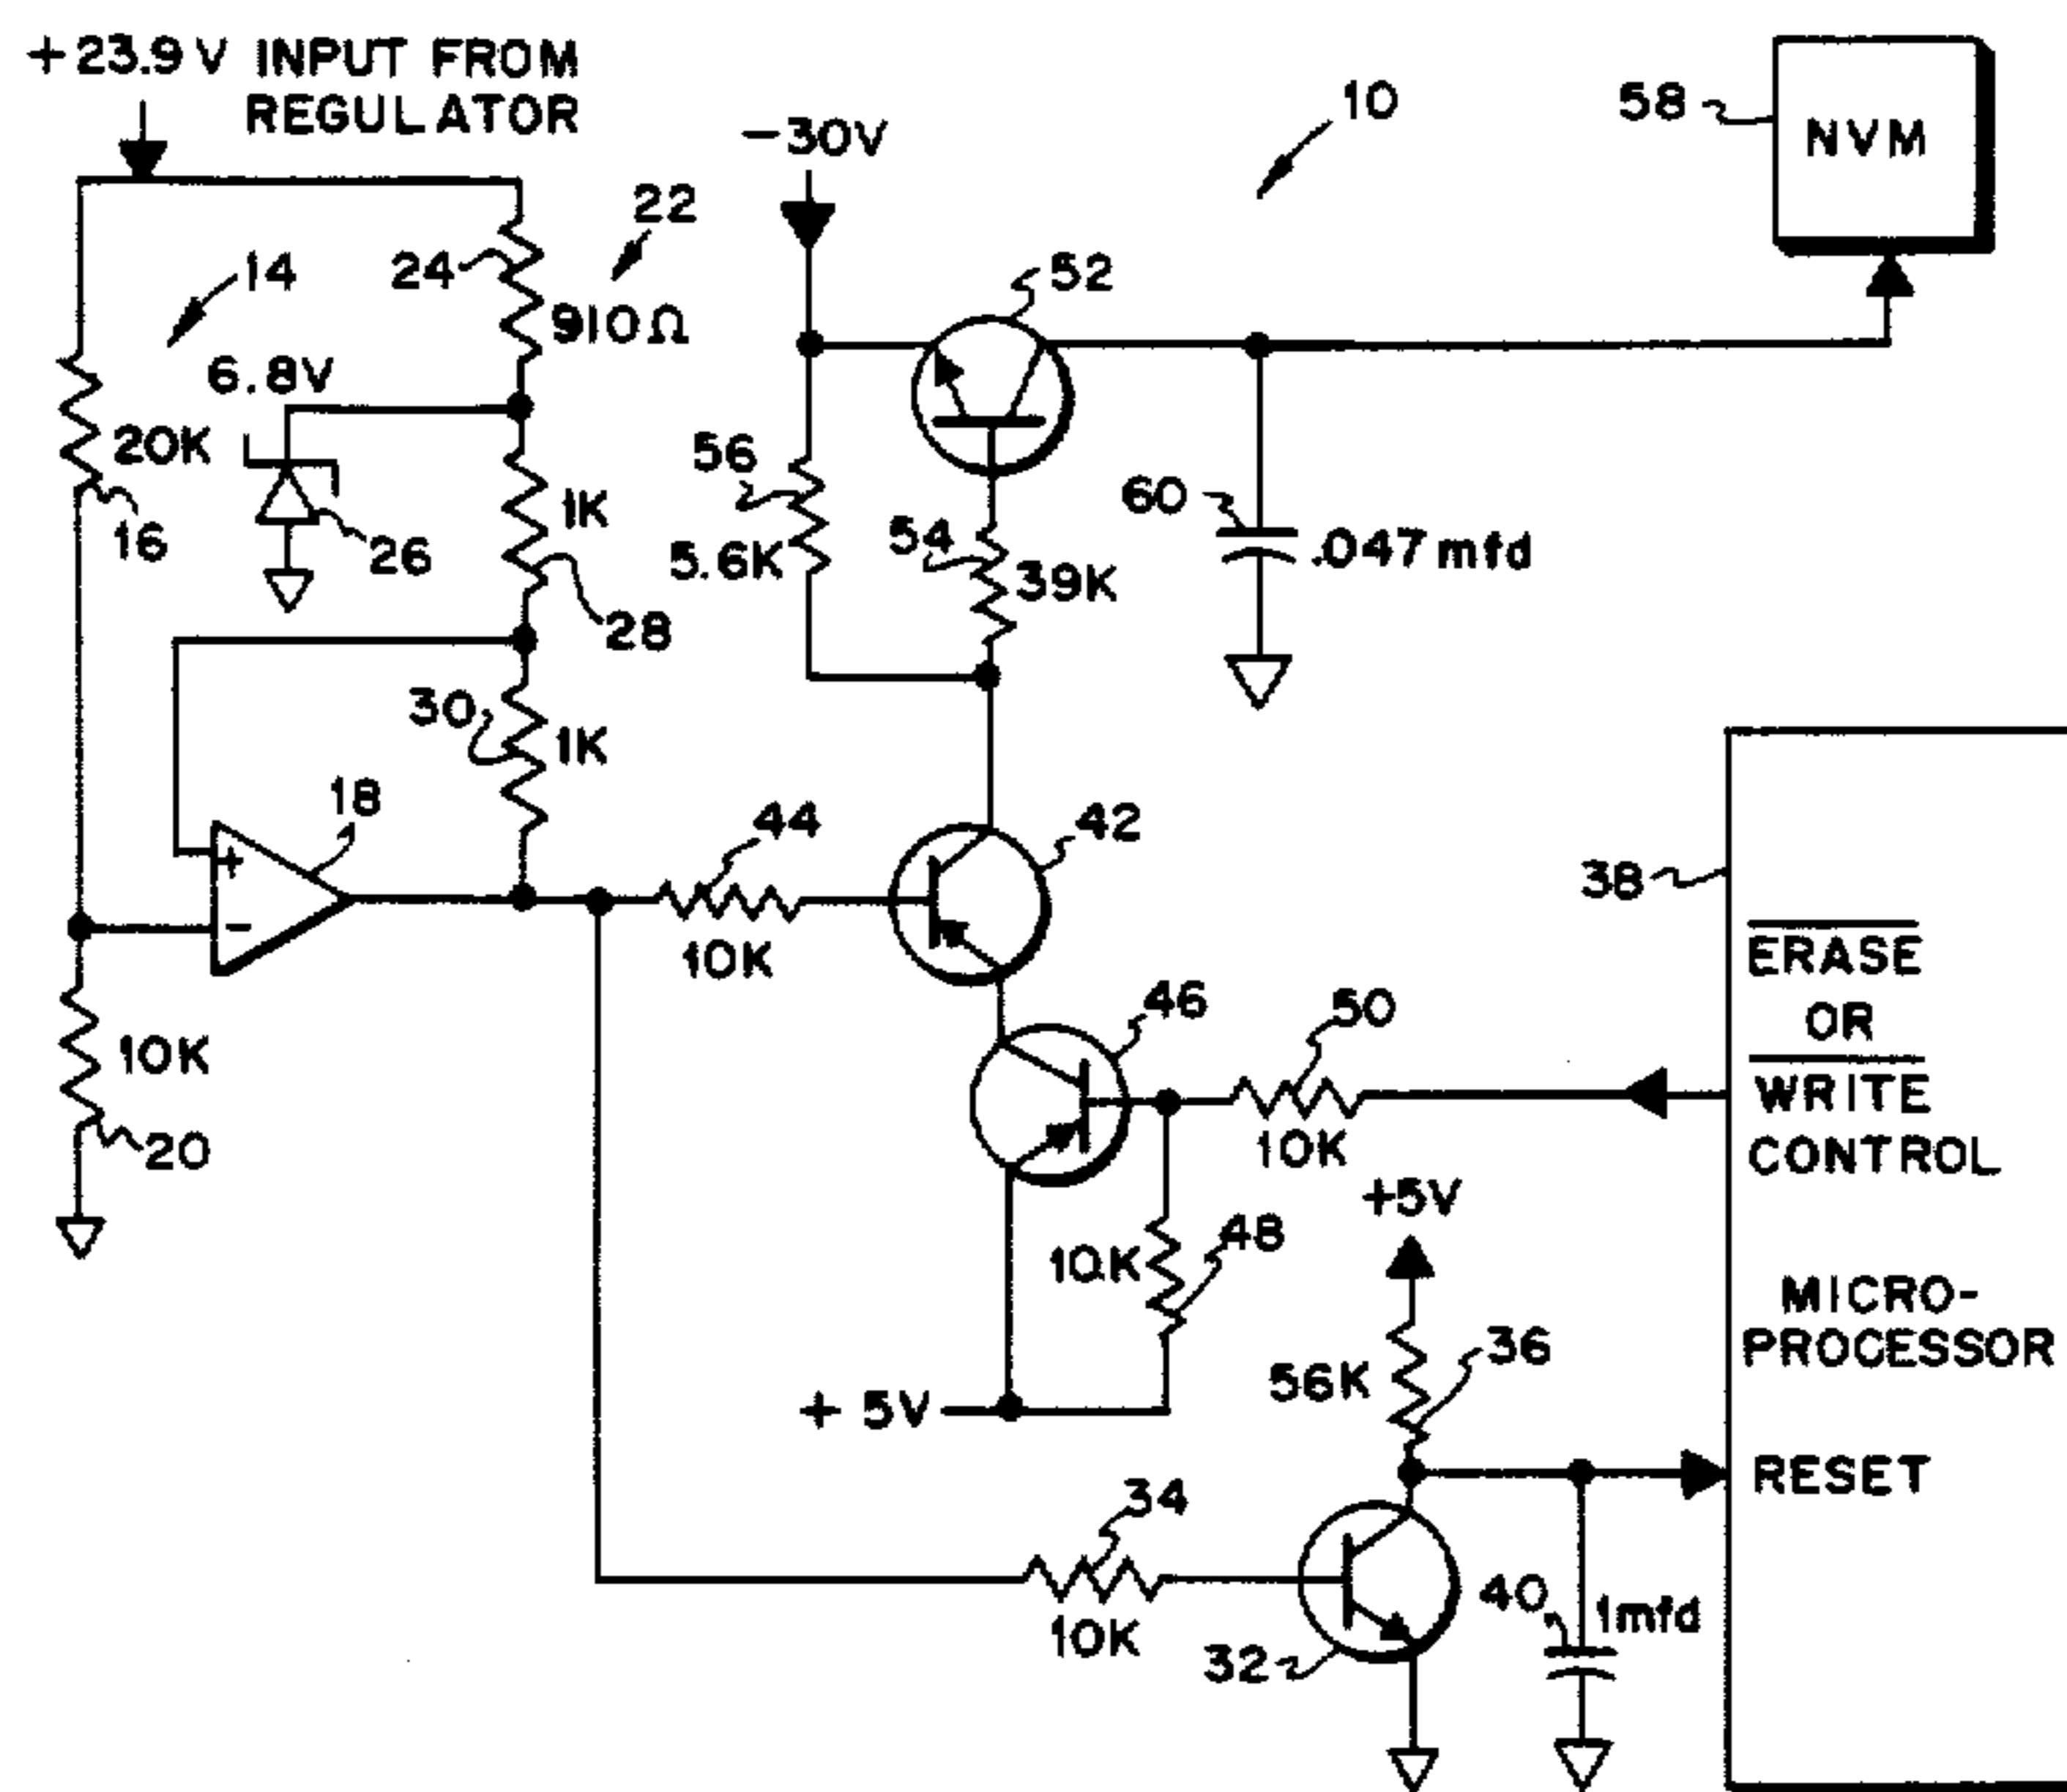 +23.9 V INPUT FROM
REGULATOR
-30V
10
58
NVM
22
24
14
52
910Ω
6.8V
20K
56
1K
60
16
26
54
.047 mfd
5.6K
39K
28
30
1K
18
44
42
38
+
-
10K
ERASE
OR
WRITE
CONTROL
46
50
10K
20
10K
+5V
10K
48
MICRO-
PROCESSOR
56K
36
+ 5V
RESET
34
10K
32
40
1mfd